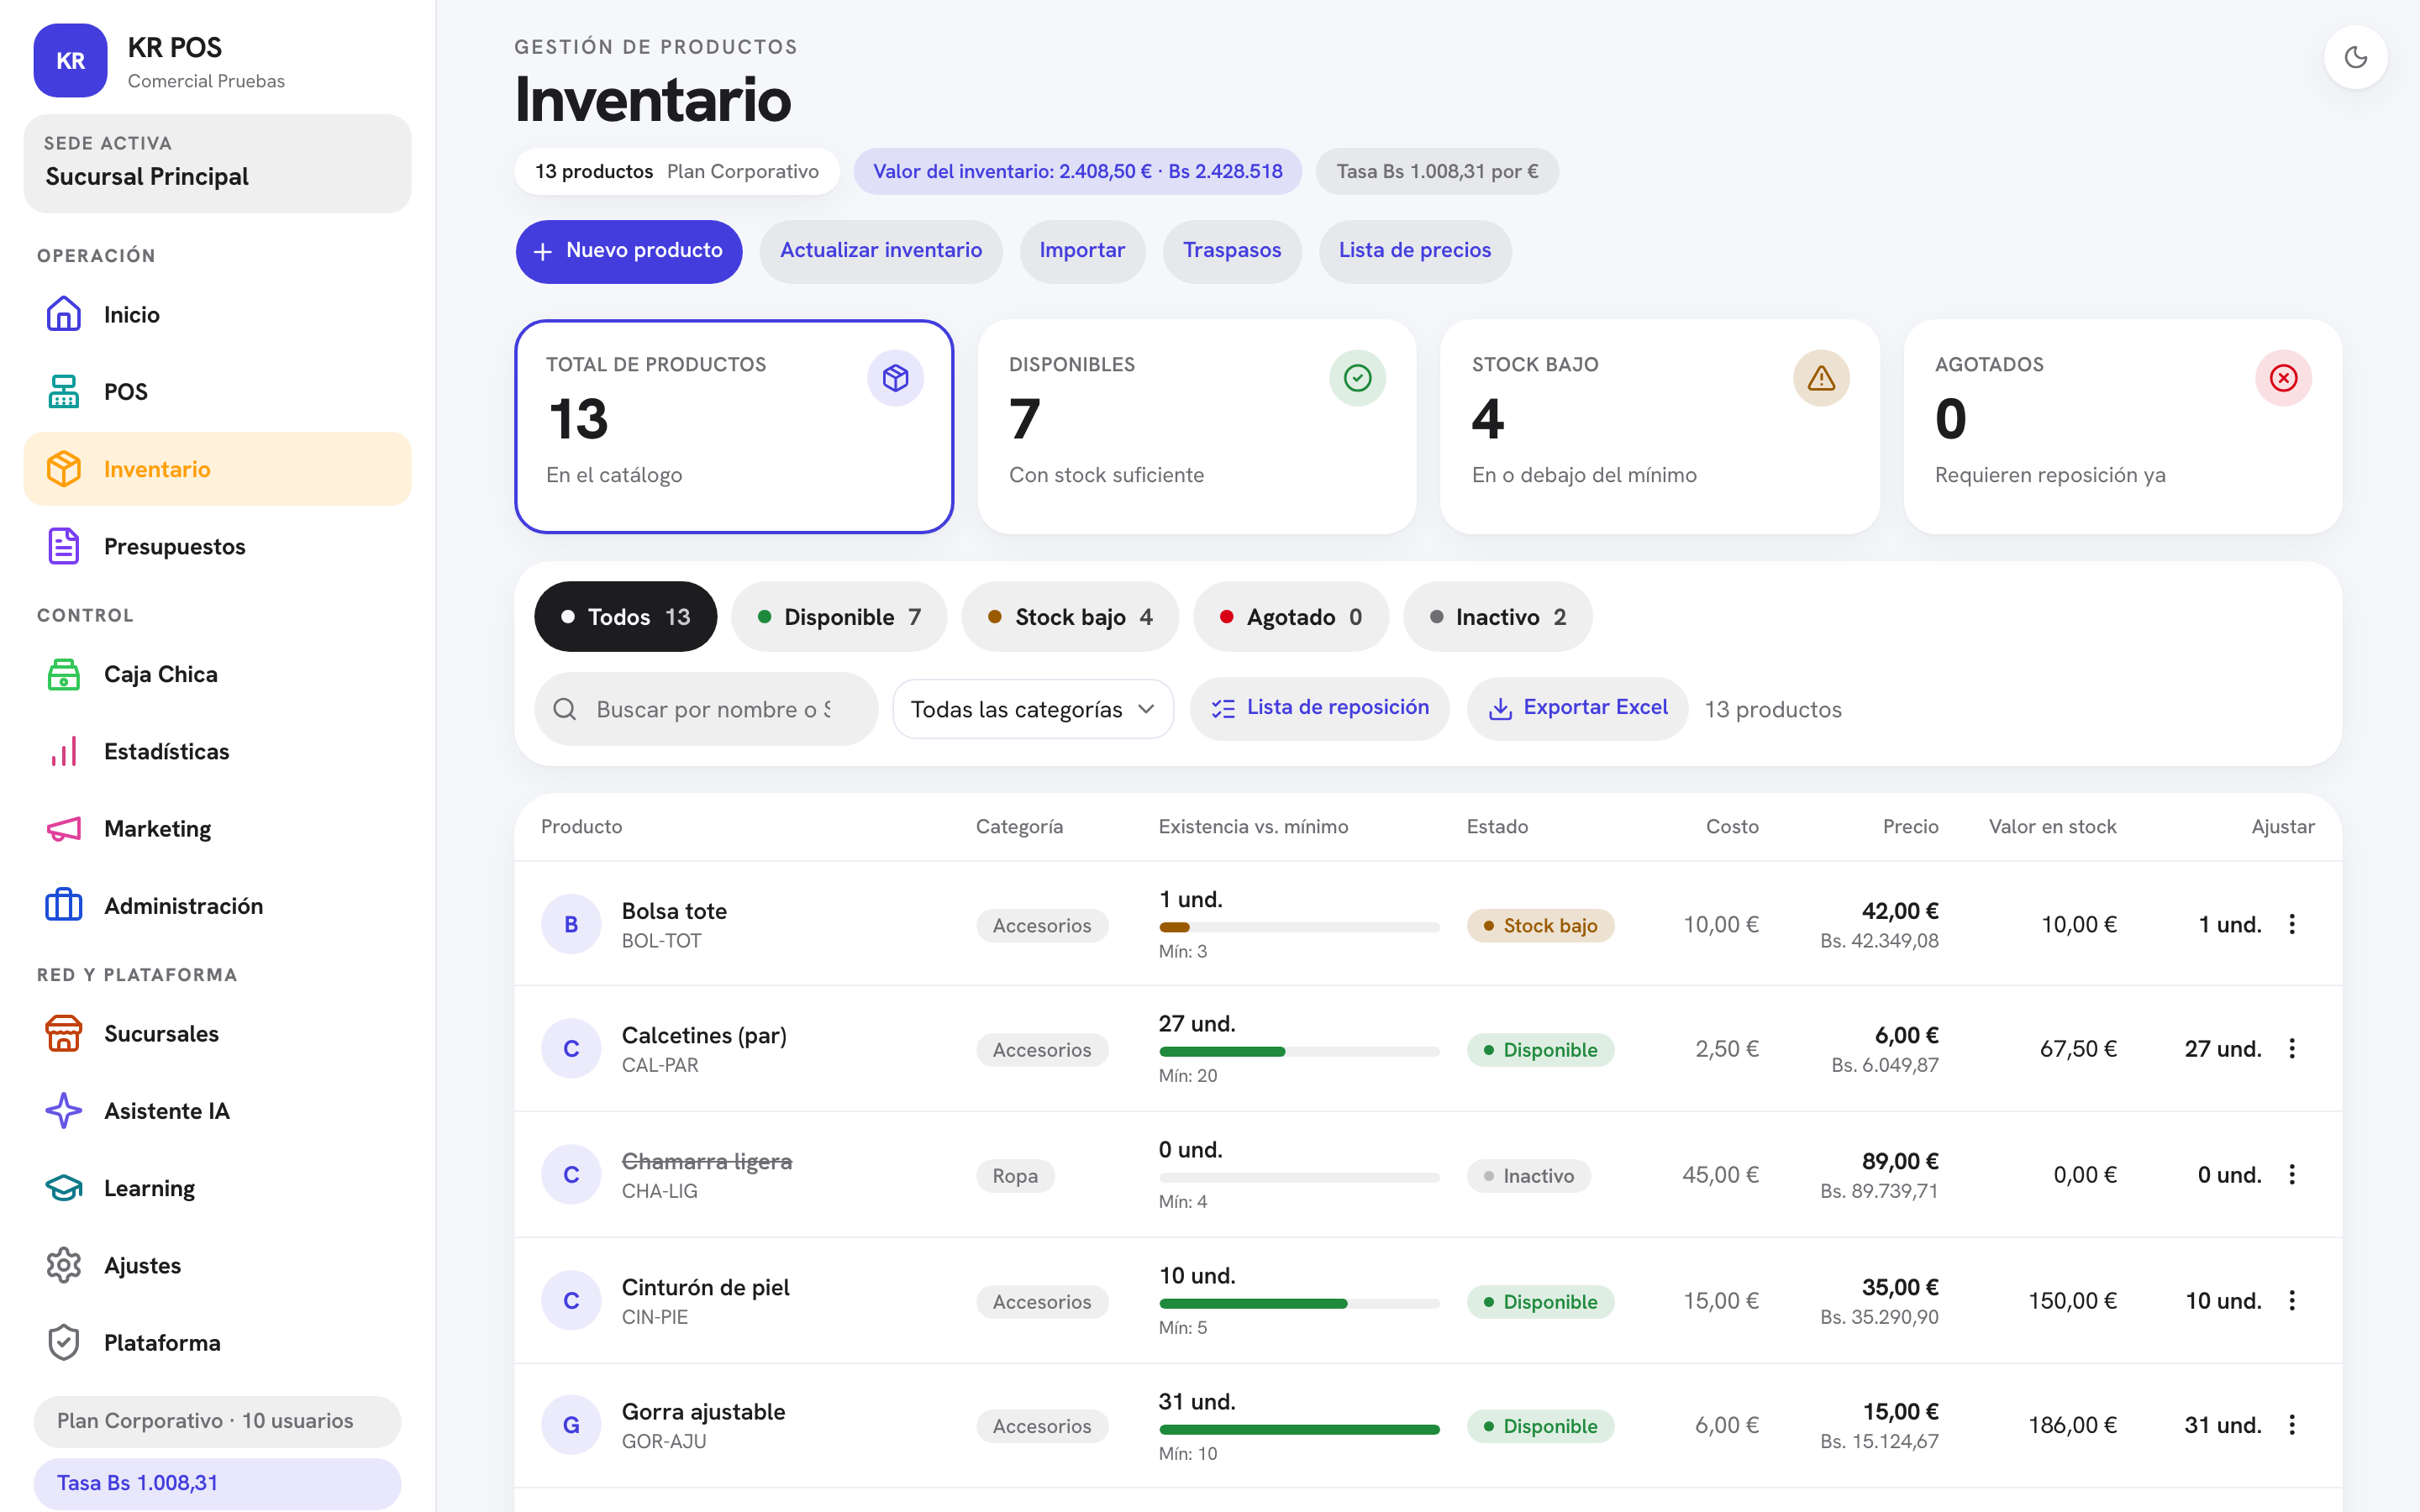 KR
KR POS
Comercial Pruebas
SEDE ACTIVA
Sucursal Principal
OPERACIÓN
Inicio
POS
Inventario
Presupuestos
CONTROL
Caja Chica
Estadísticas
Marketing
Administración
RED Y PLATAFORMA
Sucursales
Asistente IA
Learning
Ajustes
Plataforma
Plan Corporativo · 10 usuarios
Tasa Bs 1.008,31
GESTIÓN DE PRODUCTOS
Inventario
13 productos Plan Corporativo
Valor del inventario: 2.408,50 € · Bs 2.428.518
Tasa Bs 1.008,31 por €
Nuevo producto
Actualizar inventario
Importar
Traspasos
Lista de precios
TOTAL DE PRODUCTOS
13
En el catálogo
DISPONIBLES
7
Con stock suficiente
STOCK BAJO
4
En o debajo del mínimo
AGOTADOS
0
Requieren reposición ya
Todos 13
Disponible 7
Stock bajo 4
Agotado 0
Inactivo 2
Buscar por nombre o
Todas las categorías
Lista de reposición
Exportar Excel
13 productos
Producto Categoría Existencia vs. mínimo Estado Costo Precio Valor en stock Ajustar
B
Bolsa tote
BOL-TOT
Accesorios
1 und.
Mín: 3
Stock bajo
10,00 €
42,00 €
Bs. 42.349,08
10,00 €
1 und.
C
Calcetines (par)
CAL-PAR
Accesorios
27 und.
Mín: 20
Disponible
2,50 €
6,00 €
Bs. 6.049,87
67,50 €
27 und.
C
Chamarra ligera
CHA-LIG
Ropa
0 und.
Mín: 4
Inactivo
45,00 €
89,00 €
Bs. 89.739,71
0,00 €
0 und.
C
Cinturón de piel
CIN-PIE
Accesorios
10 und.
Mín: 5
Disponible
15,00 €
35,00 €
Bs. 35.290,90
150,00 €
10 und.
G
Gorra ajustable
GOR-AJU
Accesorios
31 und.
Mín: 10
Disponible
6,00 €
15,00 €
Bs. 15.124,67
186,00 €
31 und.